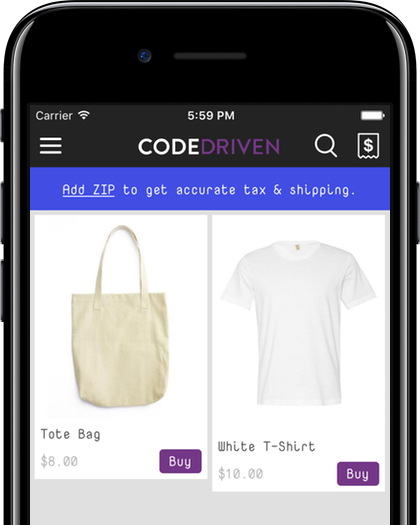 Carrier 5:59 PM
CODEDRIVEN $
Add ZIP to get accurate tax & shipping.
Tote Bag
$8.00 Buy
White T-Shirt
$10.00 Buy